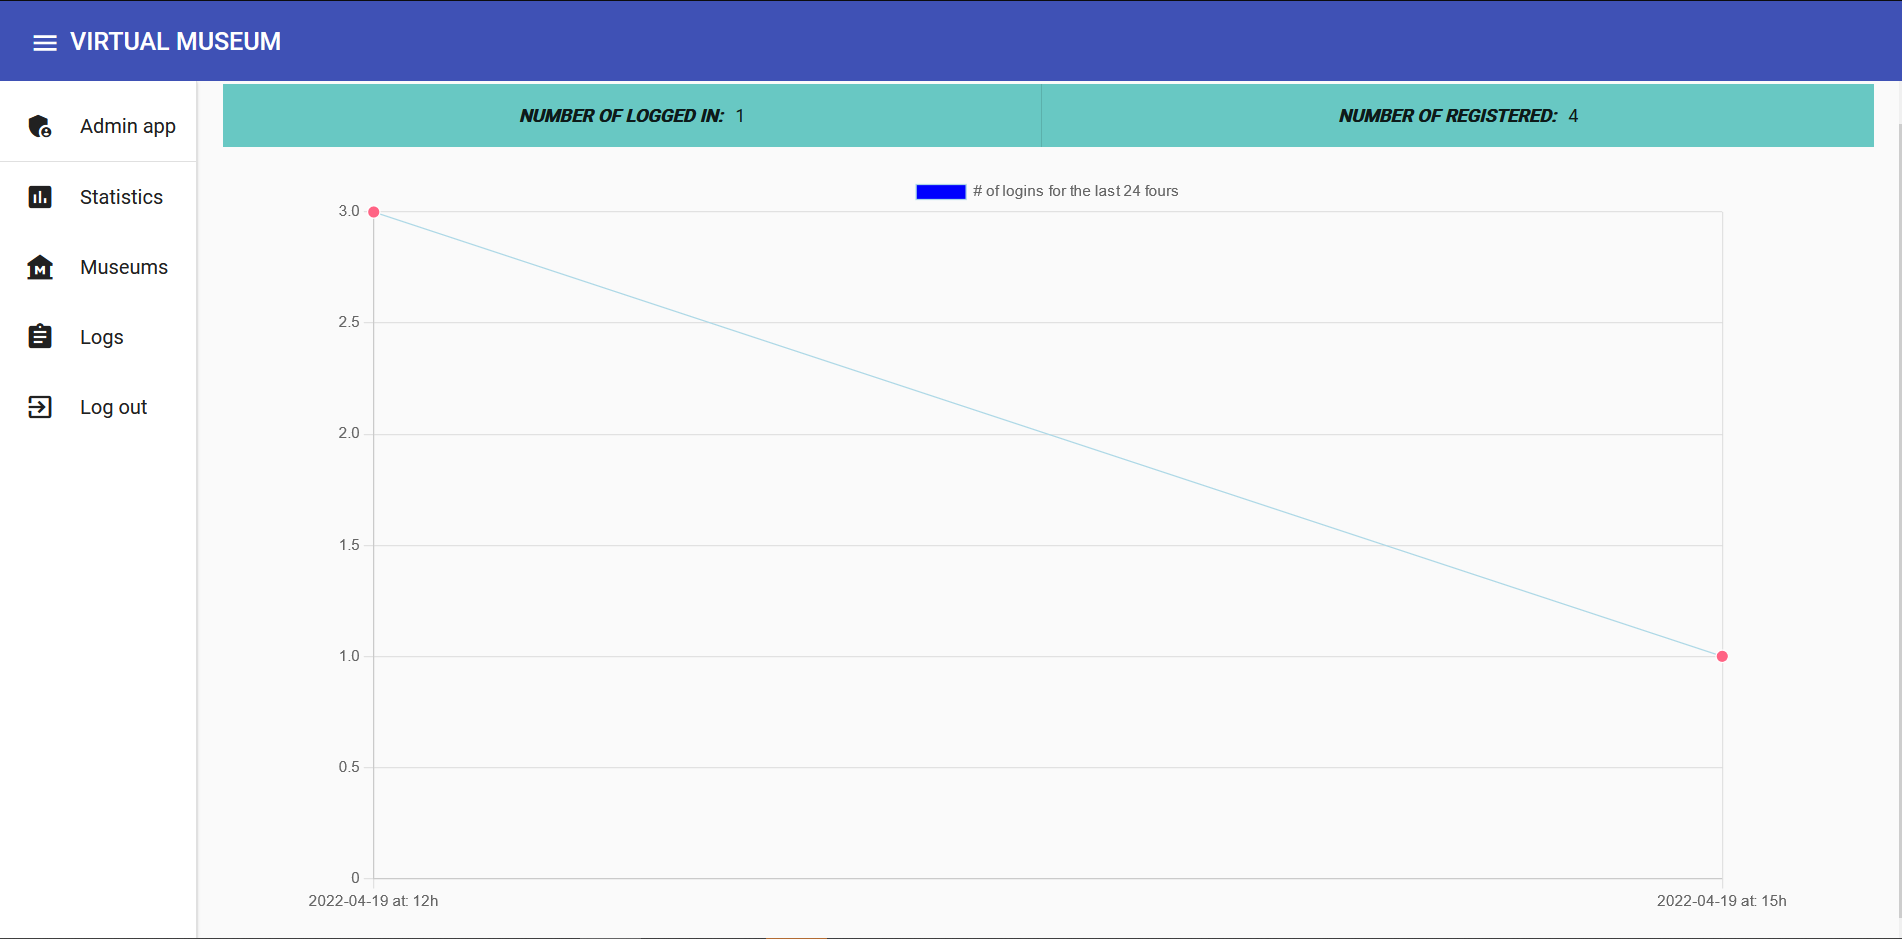 VIRTUAL MUSEUM
Admin app
Statistics
Museums
Logs
Log out
NUMBER OF LOGGED IN: 1
NUMBER OF REGISTERED: 4
# of logins for the last 24 fours
3.0
2.5
2.0
1.5
1.0
0.5
0
2022-04-19 at: 12h
2022-04-19 at: 15h